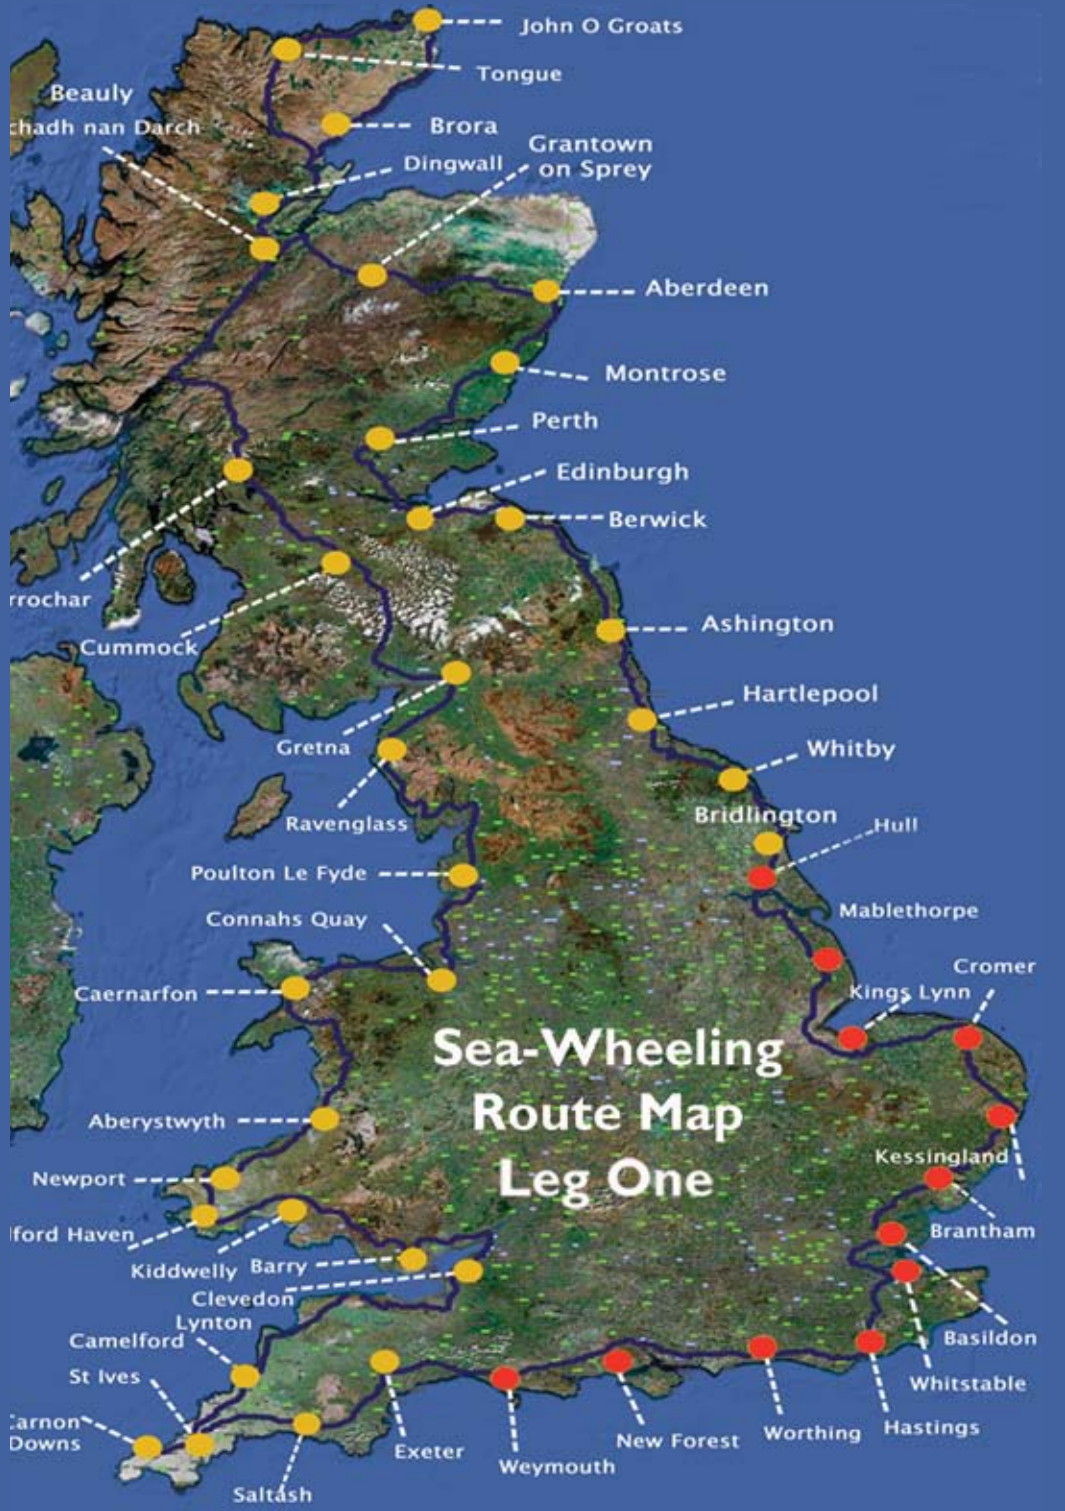 John O Groats
Tongue
Beauly
chadh nan Darch
Brora
Grantown
on Sprey
Dingwall
Aberdeen
Montrose
Perth
Edinburgh
Berwick
rrochar
Cummock
Ashington
Hartlepool
Gretna
Whitby
Ravenglass
Bridlington
Hull
Poulton Le Fyde
Connahs Quay
Mablethorpe
Cromer
Caernarfon
Kings Lynn
Sea-Wheeling
Route Map
Leg One
Aberystwyth
Kessingland
Newport
lford Haven
Brantham
Kiddwelly
Barry
Clevedon
Lynton
Camelford
Basildon
St Ives
Whitstable
Carnon
Downs
Exeter
Weymouth
New Forest
Worthing
Hastings
Saltash